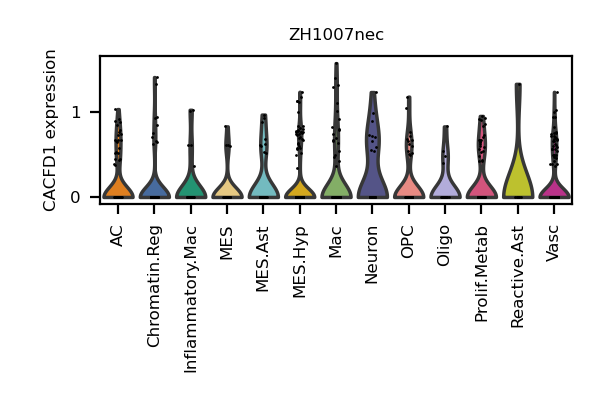 ZH1007nec
CACFD1 expression
1
0
AC
Chromatin.Reg
Inflammatory.Mac
MES
MES.Ast
MES.Hyp
Mac
Neuron
OPC
Oligo
Prolif.Metab
Reactive.Ast
Vasc